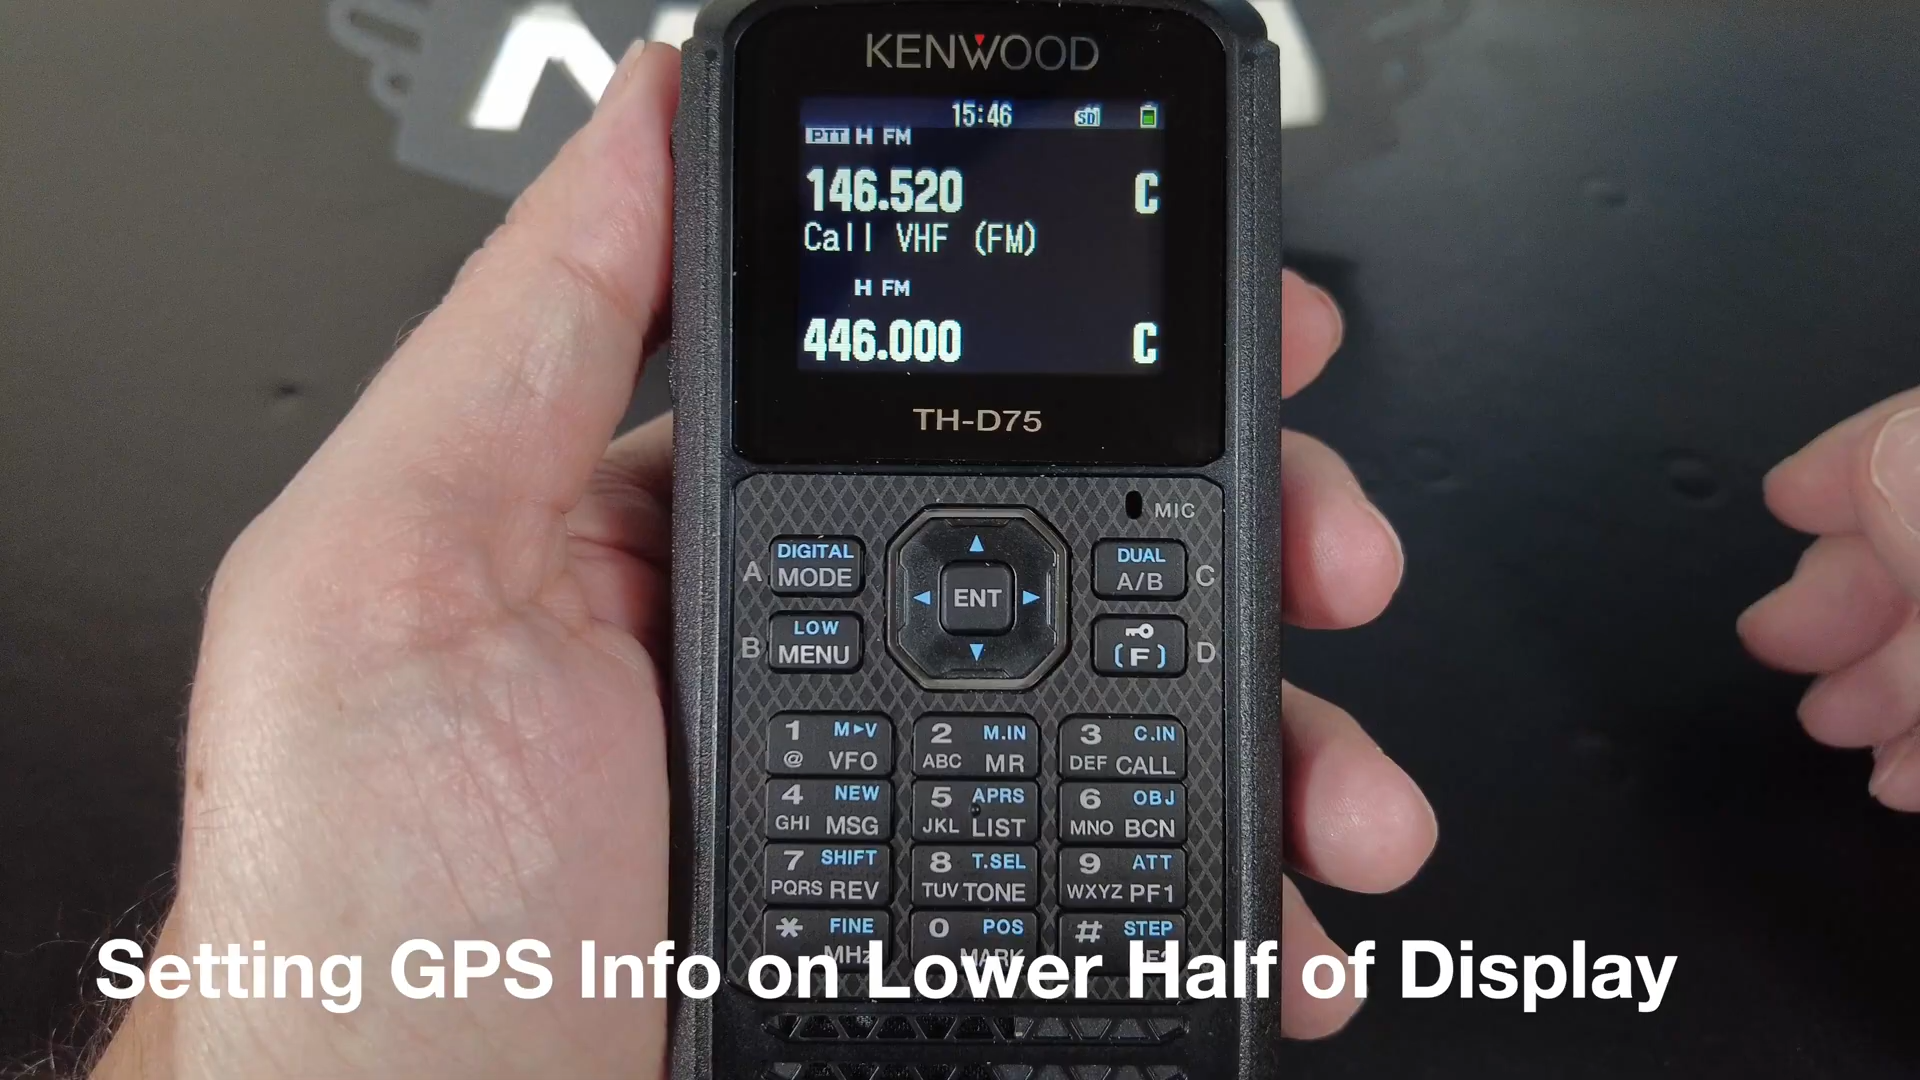 KENWOOD
15:46 SD
PTT H FM
146.520 C
Call VHF (FM)
H FM
446.000 C
TH-D75
MIC
A DIGITAL MODE
ENT
DUAL A/B C
B LOW MENU
(F) D
1 M►V @ VFO
2 M.IN ABC MR
3 C.IN DEF CALL
4 NEW GHI MSG
5 APRS JKL LIST
6 OBJ MNO BCN
7 SHIFT PQRS REV
8 T.SEL TUV TONE
9 ATT WXYZ PF1
* FINE MHz
0 POS MARK
# STEP
Setting GPS Info on Lower Half of Display